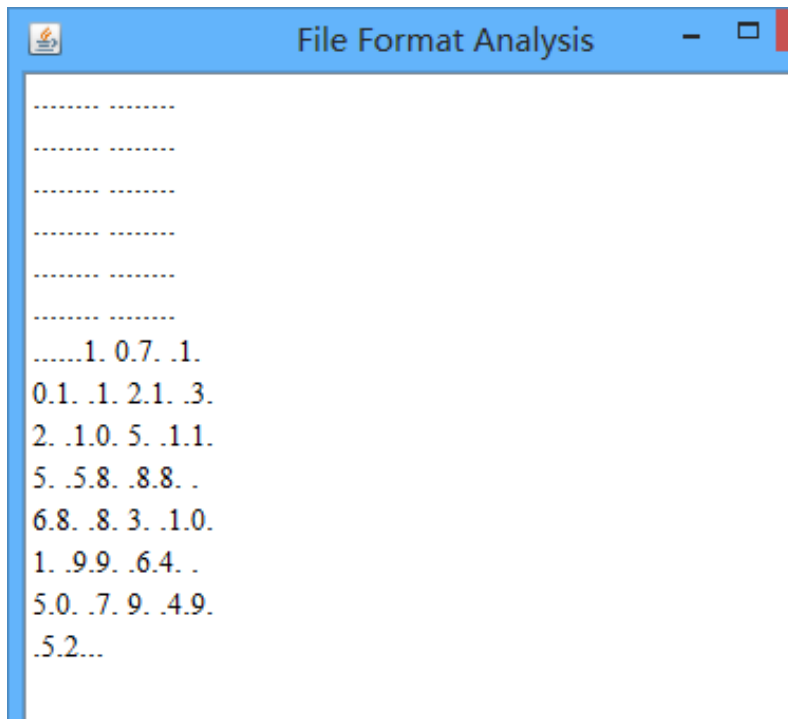 File Format Analysis
........ ........
........ ........
........ ........
........ ........
........ ........
........ ........
......1. 0.7. .1.
0.1. .1. 2.1. .3.
2. .1.0. 5. .1.1.
5. .5.8. .8.8. .
6.8. .8. 3. .1.0.
1. .9.9. .6.4. .
5.0. .7. 9. .4.9.
.5.2...